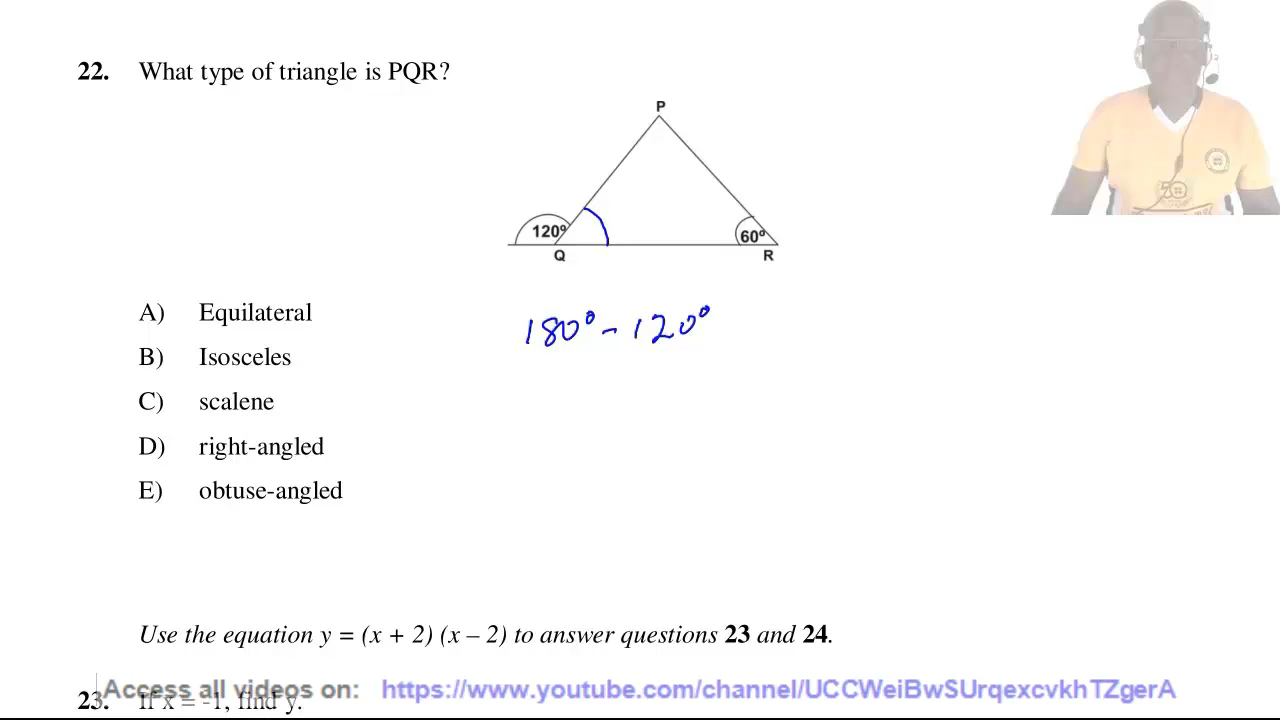 22. What type of triangle is PQR?
P
120º
60º
Q
R
A) Equilateral
180° - 120°
B) Isosceles
C) scalene
D) right-angled
E) obtuse-angled
Use the equation y = (x + 2) (x – 2) to answer questions 23 and 24.
23. If x = -1, find y.
Access all videos on: https://www.youtube.com/channel/UCCWeiBwSUrqexcvkhTZgerA